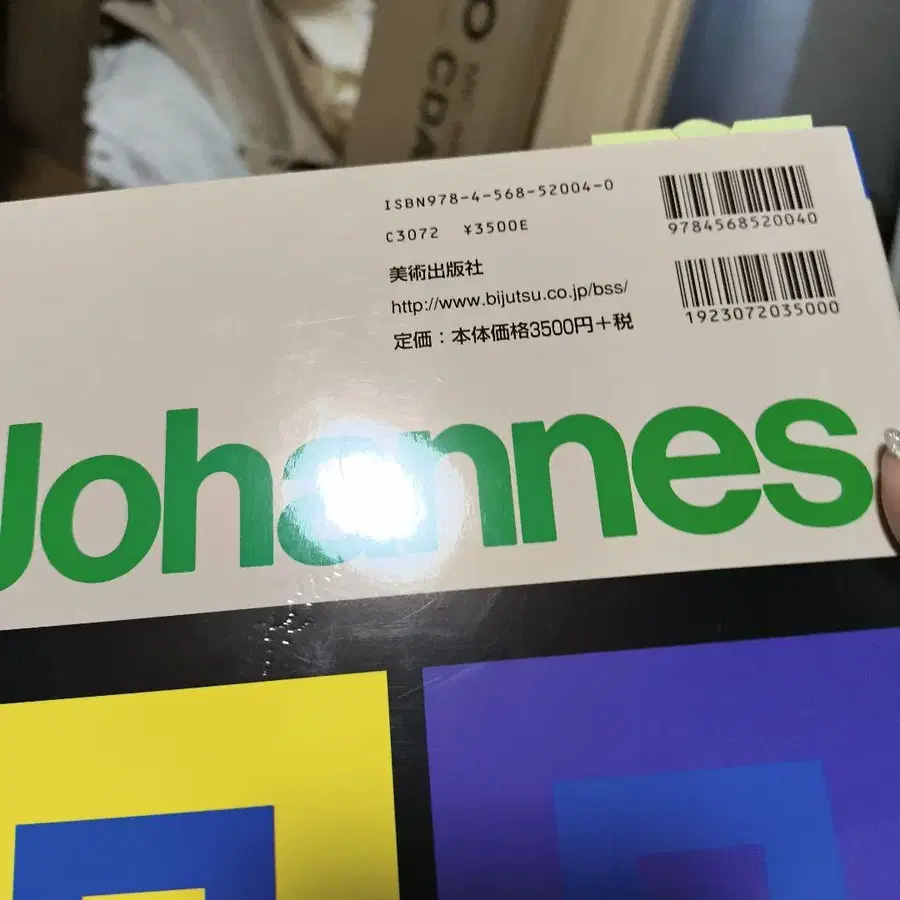 O
CDA
ISBN978-4-568-52004-0
C3072 ¥3500E
美術出版社
http://www.bijutsu.co.jp/bss/
定価：本体価格3500円＋税
9784568520040
1923072035000
Johannes